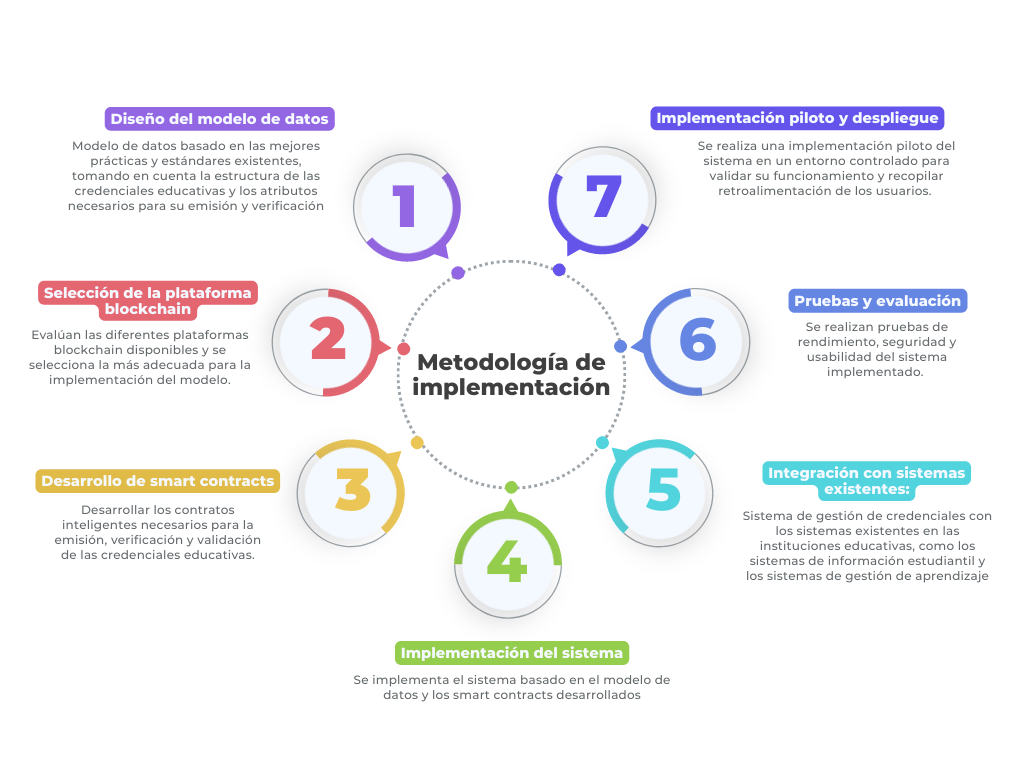 Metodología de
implementación
1
Diseño del modelo de datos
Modelo de datos basado en las mejores
prácticas y estándares existentes,
tomando en cuenta la estructura de las
credenciales educativas y los atributos
necesarios para su emisión y verificación
2
Selección de la plataforma
blockchain
Evalúan las diferentes plataformas
blockchain disponibles y se
selecciona la más adecuada para la
implementación del modelo.
3
Desarrollo de smart contracts
Desarrollar los contratos
inteligentes necesarios para la
emisión, verificación y validación
de las credenciales educativas.
4
Implementación del sistema
Se implementa el sistema basado en el modelo de
datos y los smart contracts desarrollados
5
Integración con sistemas
existentes:
Sistema de gestión de credenciales con
los sistemas existentes en las
instituciones educativas, como los
sistemas de información estudiantil y
los sistemas de gestión de aprendizaje
6
Pruebas y evaluación
Se realizan pruebas de
rendimiento, seguridad y
usabilidad del sistema
implementado.
7
Implementación piloto y despliegue
Se realiza una implementación piloto del
sistema en un entorno controlado para
validar su funcionamiento y recopilar
retroalimentación de los usuarios.